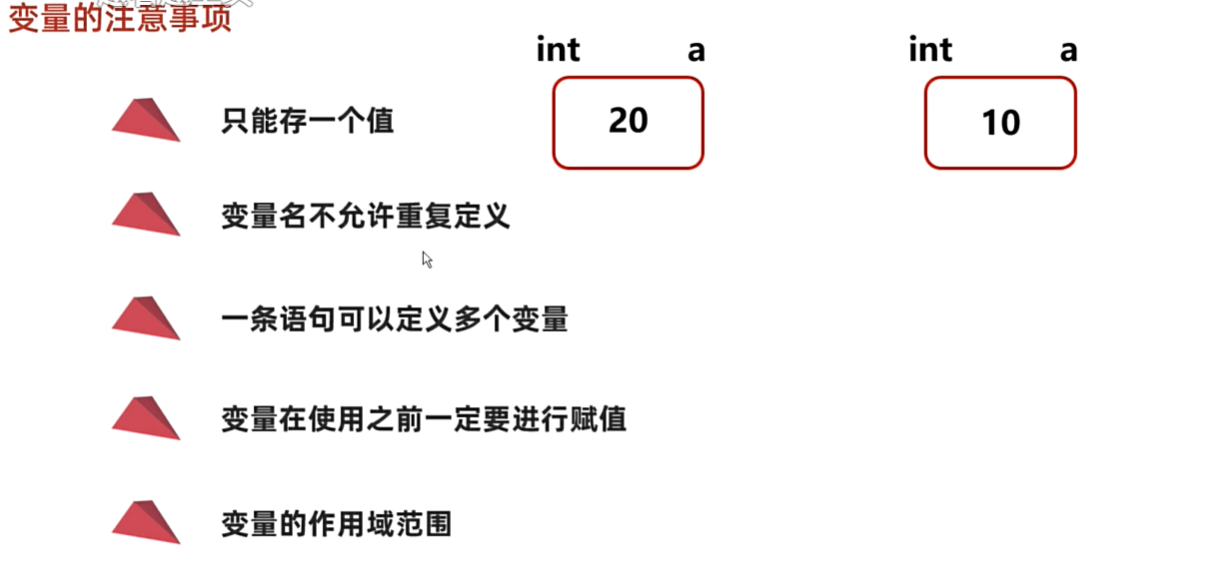 变量的注意事项
int a
int a
只能存一个值
20
10
变量名不允许重复定义
一条语句可以定义多个变量
变量在使用之前一定要进行赋值
变量的作用域范围